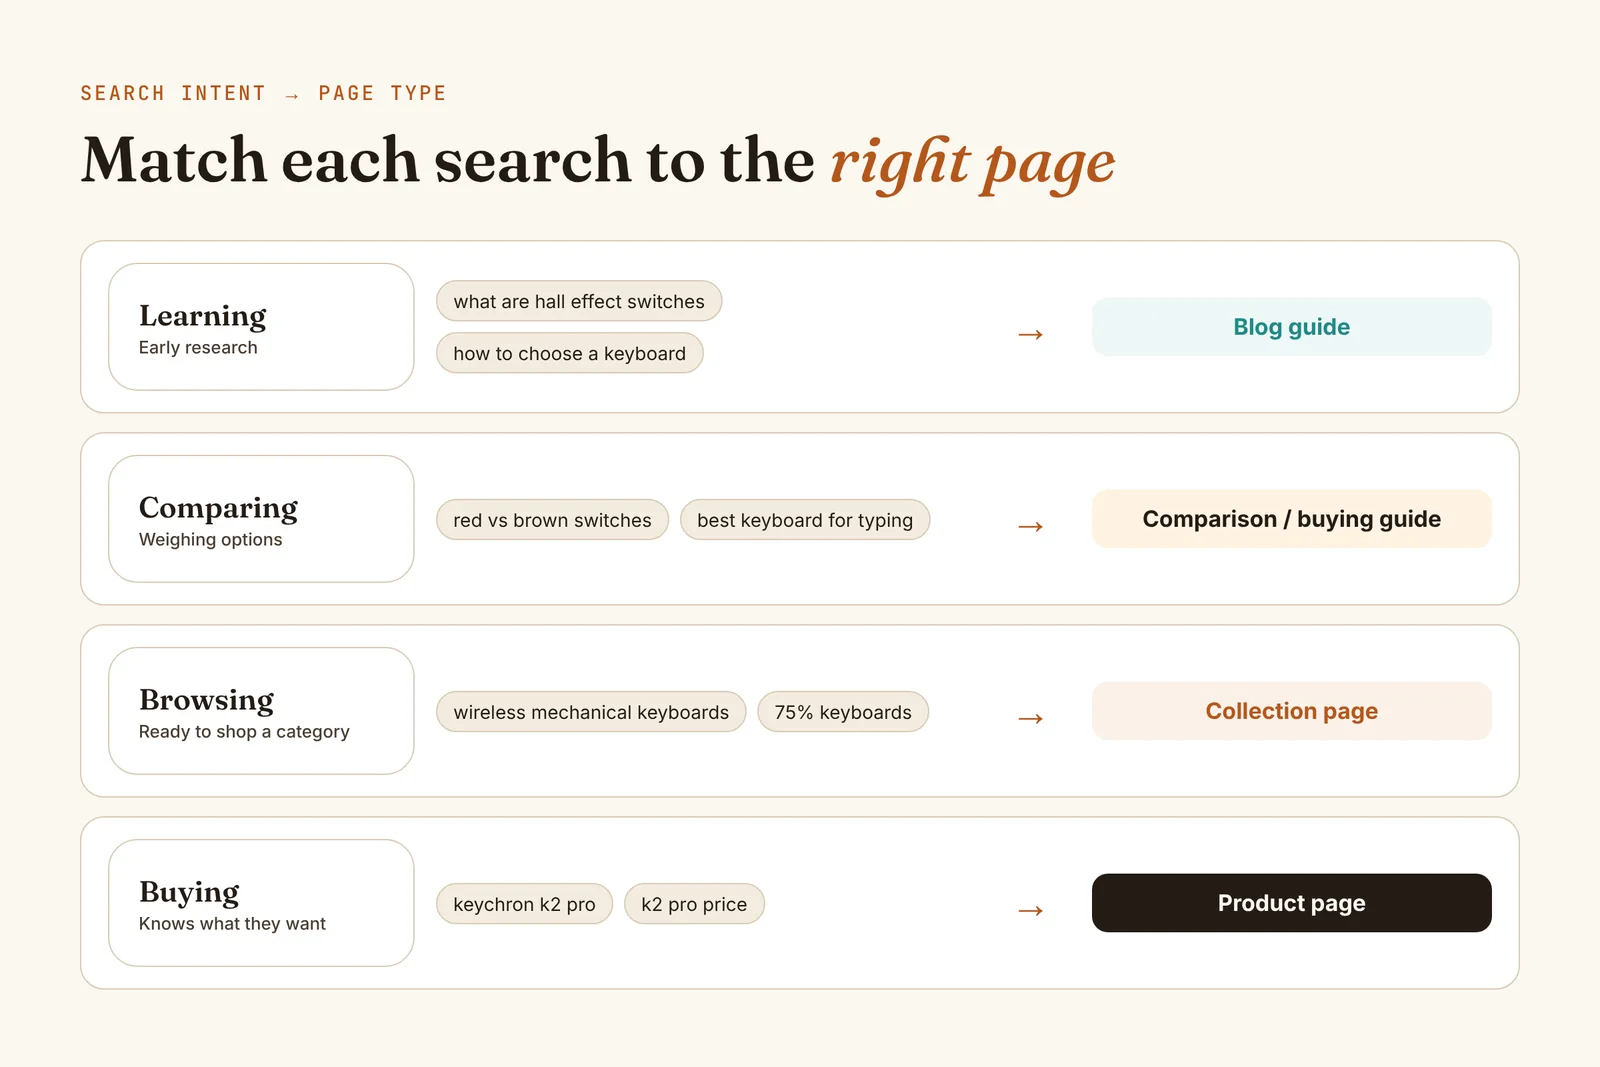 SEARCH INTENT → PAGE TYPE
Match each search to the right page
Learning
Early research
what are hall effect switches
how to choose a keyboard
→
Blog guide
Comparing
Weighing options
red vs brown switches
best keyboard for typing
→
Comparison / buying guide
Browsing
Ready to shop a category
wireless mechanical keyboards
75% keyboards
→
Collection page
Buying
Knows what they want
keychron k2 pro
k2 pro price
→
Product page